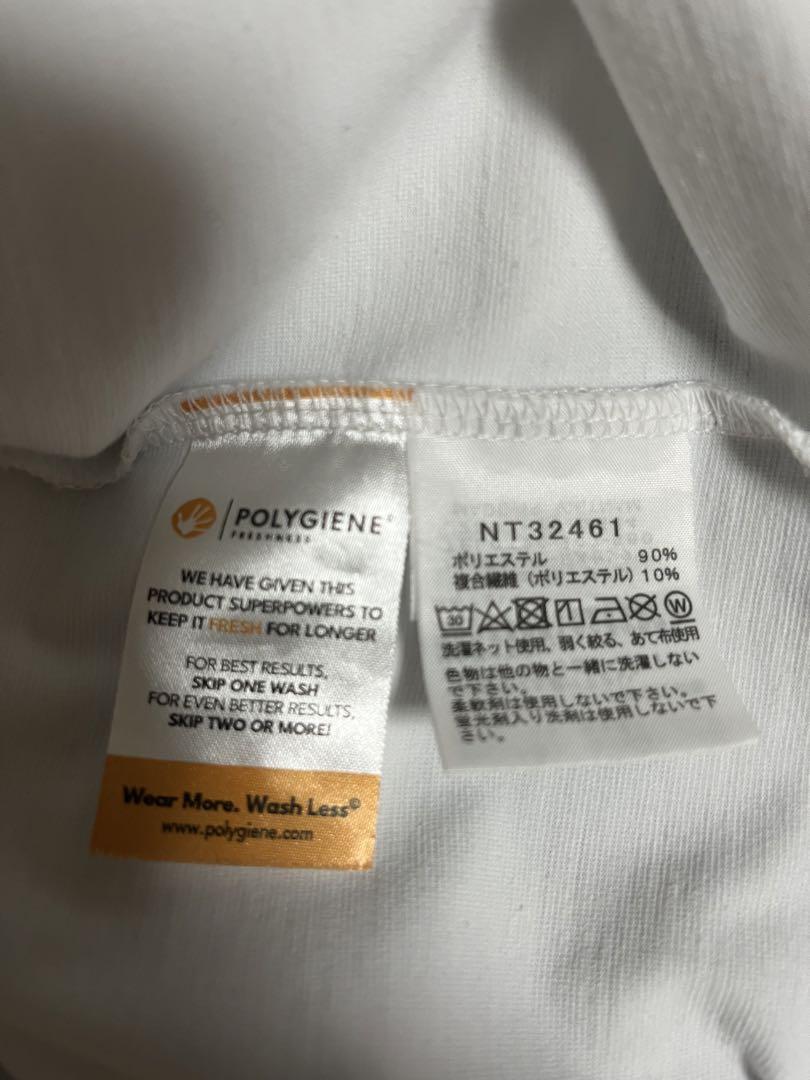 POLYGIENE
FRESHNESS
WE HAVE GIVEN THIS
PRODUCT SUPERPOWERS TO
KEEP IT FRESH FOR LONGER
FOR BEST RESULTS,
SKIP ONE WASH
FOR EVEN BETTER RESULTS,
SKIP TWO OR MORE!
Wear More. Wash Less©
www.polygiene.com
NT32461
ポリエステル 90%
複合繊維(ポリエステル)10%
30 W
洗濯ネット使用、弱く絞る、あて布使用
色物は他の物と一緒に洗濯しない
で下さい。
柔軟剤は使用しないで下さい。
蛍光剤入り洗剤は使用しないで下
さい。